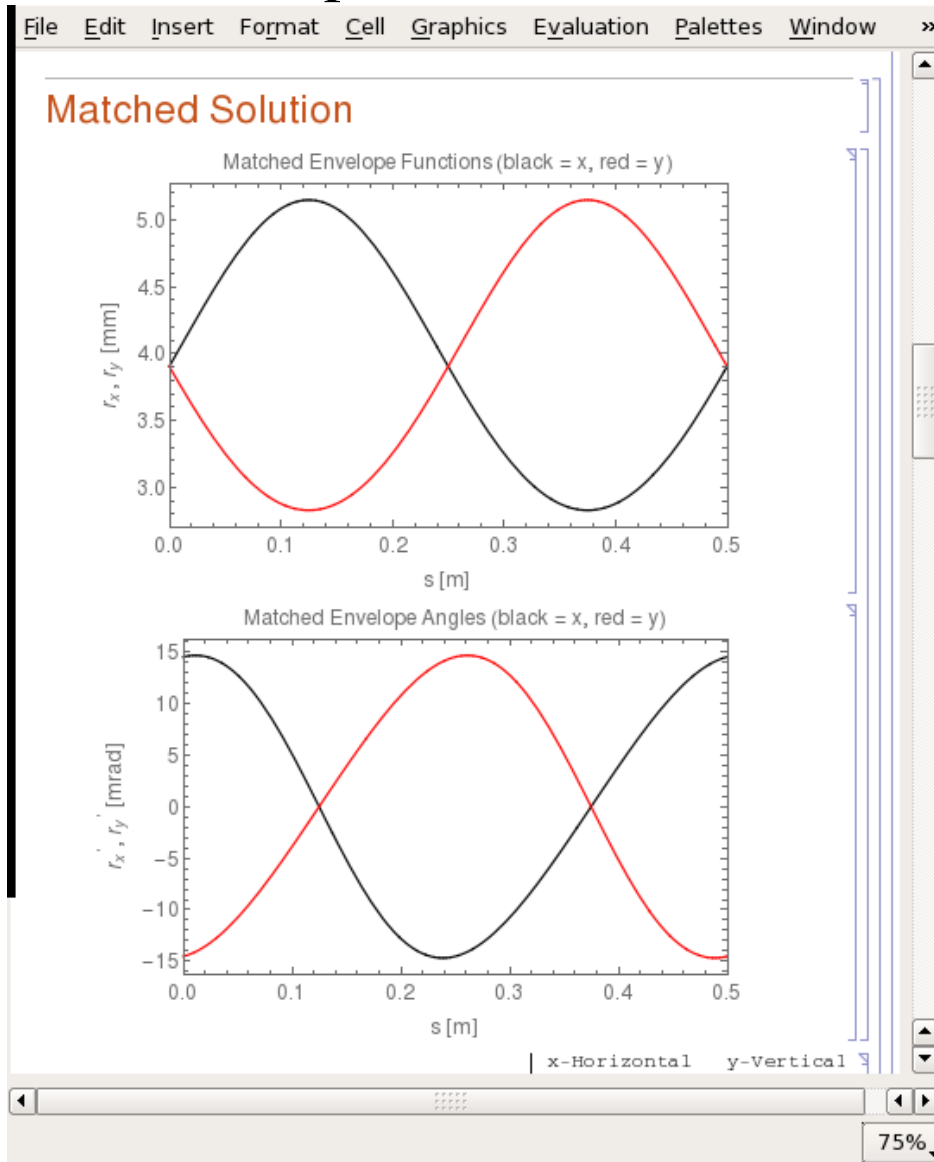 File Edit Insert Format Cell Graphics Evaluation Palettes Window »
Matched Solution
Matched Envelope Functions (black = x, red = y)
5.0
4.5
4.0
3.5
3.0
r_x, r_y [mm]
0.0 0.1 0.2 0.3 0.4 0.5
s [m]
Matched Envelope Angles (black = x, red = y)
15
10
5
0
−5
−10
−15
r_x', r_y' [mrad]
0.0 0.1 0.2 0.3 0.4 0.5
s [m]
x-Horizontal y-Vertical
75%